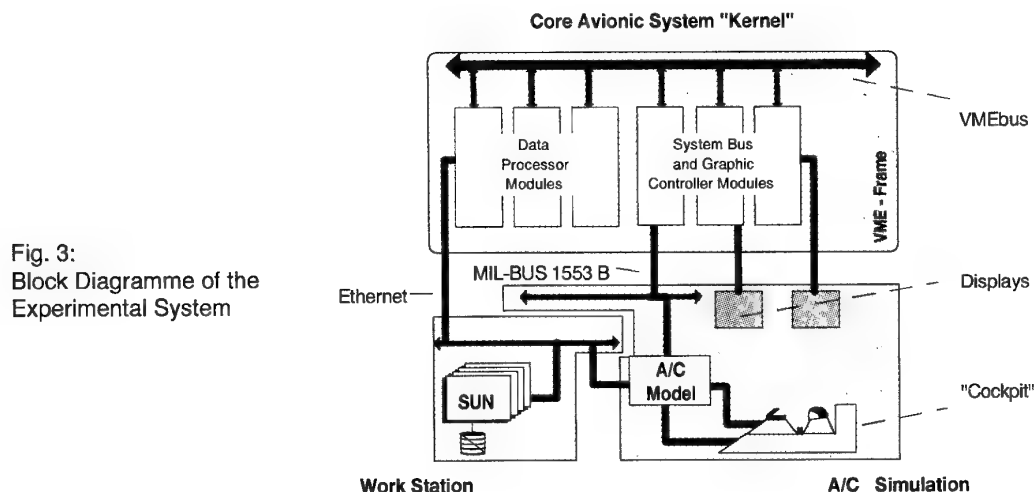 Core Avionic System "Kernel"
VMEbus
Data
Processor
Modules
System Bus
and Graphic
Controller Modules
VME - Frame
Fig. 3:
Block Diagramme of the
Experimental System
MIL-BUS 1553 B
Ethernet
Displays
A/C
Model
SUN
"Cockpit"
Work Station
A/C Simulation